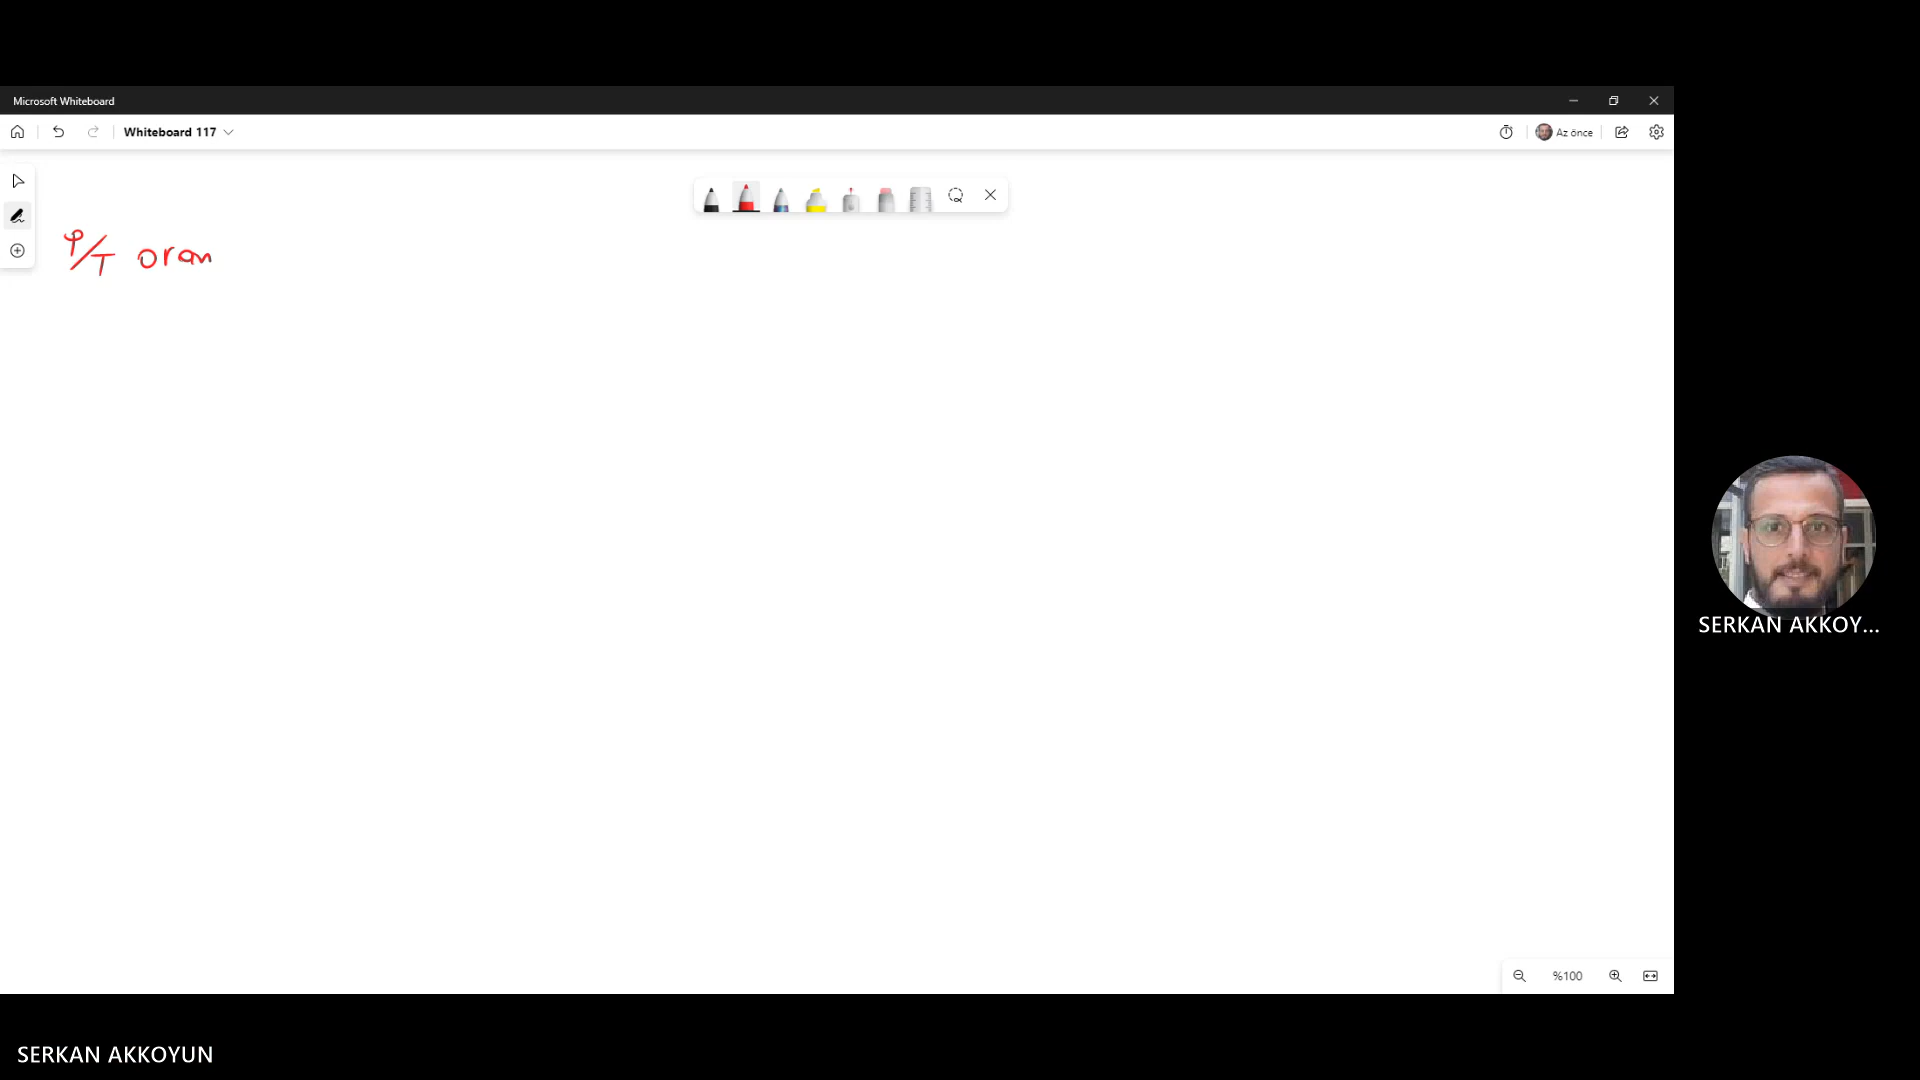 Microsoft Whiteboard
Whiteboard 117
Az önce
P/T oran
%100
SERKAN AKKOY...
SERKAN AKKOYUN